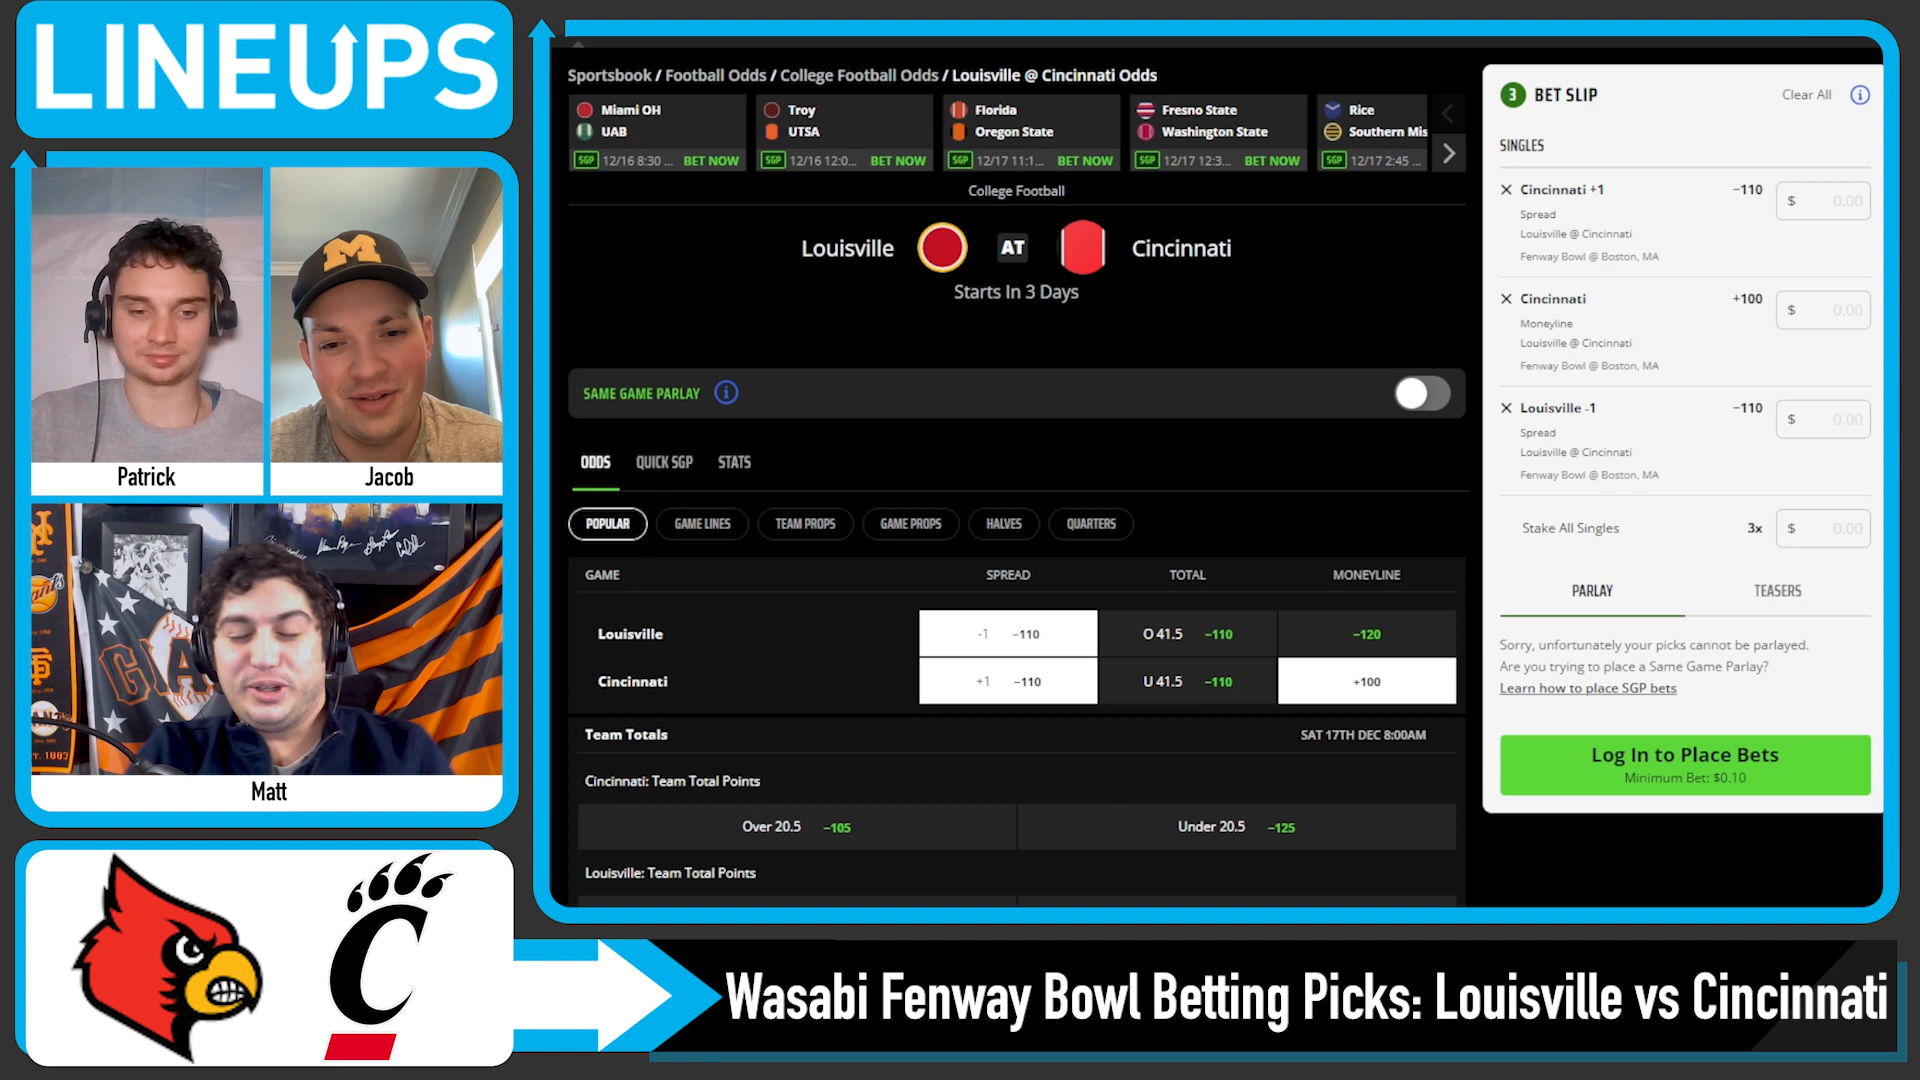 LINEUPS
Patrick
Jacob
Matt
Sportsbook / Football Odds / College Football Odds / Louisville @ Cincinnati Odds
Miami OH
UAB
SGP 12/16 8:30 ... BET NOW
Troy
UTSA
SGP 12/16 12:0... BET NOW
Florida
Oregon State
SGP 12/17 11:1... BET NOW
Fresno State
Washington State
SGP 12/17 12:3... BET NOW
Rice
Southern Mis
SGP 12/17 2:45 ...
College Football
Louisville AT Cincinnati
Starts In 3 Days
SAME GAME PARLAY
ODDS QUICK SGP STATS
POPULAR GAME LINES TEAM PROPS GAME PROPS HALVES QUARTERS
GAME SPREAD TOTAL MONEYLINE
Louisville -1 −110 O 41.5 −110 −120
Cincinnati +1 −110 U 41.5 −110 +100
Team Totals SAT 17TH DEC 8:00AM
Cincinnati: Team Total Points
Over 20.5 −105 Under 20.5 −125
Louisville: Team Total Points
3 BET SLIP Clear All
SINGLES
Cincinnati +1 −110 $ 0.00
Spread
Louisville @ Cincinnati
Fenway Bowl @ Boston, MA
Cincinnati +100 $ 0.00
Moneyline
Louisville @ Cincinnati
Fenway Bowl @ Boston, MA
Louisville -1 −110 $ 0.00
Spread
Louisville @ Cincinnati
Fenway Bowl @ Boston, MA
Stake All Singles 3x $ 0.00
PARLAY TEASERS
Sorry, unfortunately your picks cannot be parlayed.
Are you trying to place a Same Game Parlay?
Learn how to place SGP bets
Log In to Place Bets
Minimum Bet: $0.10
Wasabi Fenway Bowl Betting Picks: Louisville vs Cincinnati